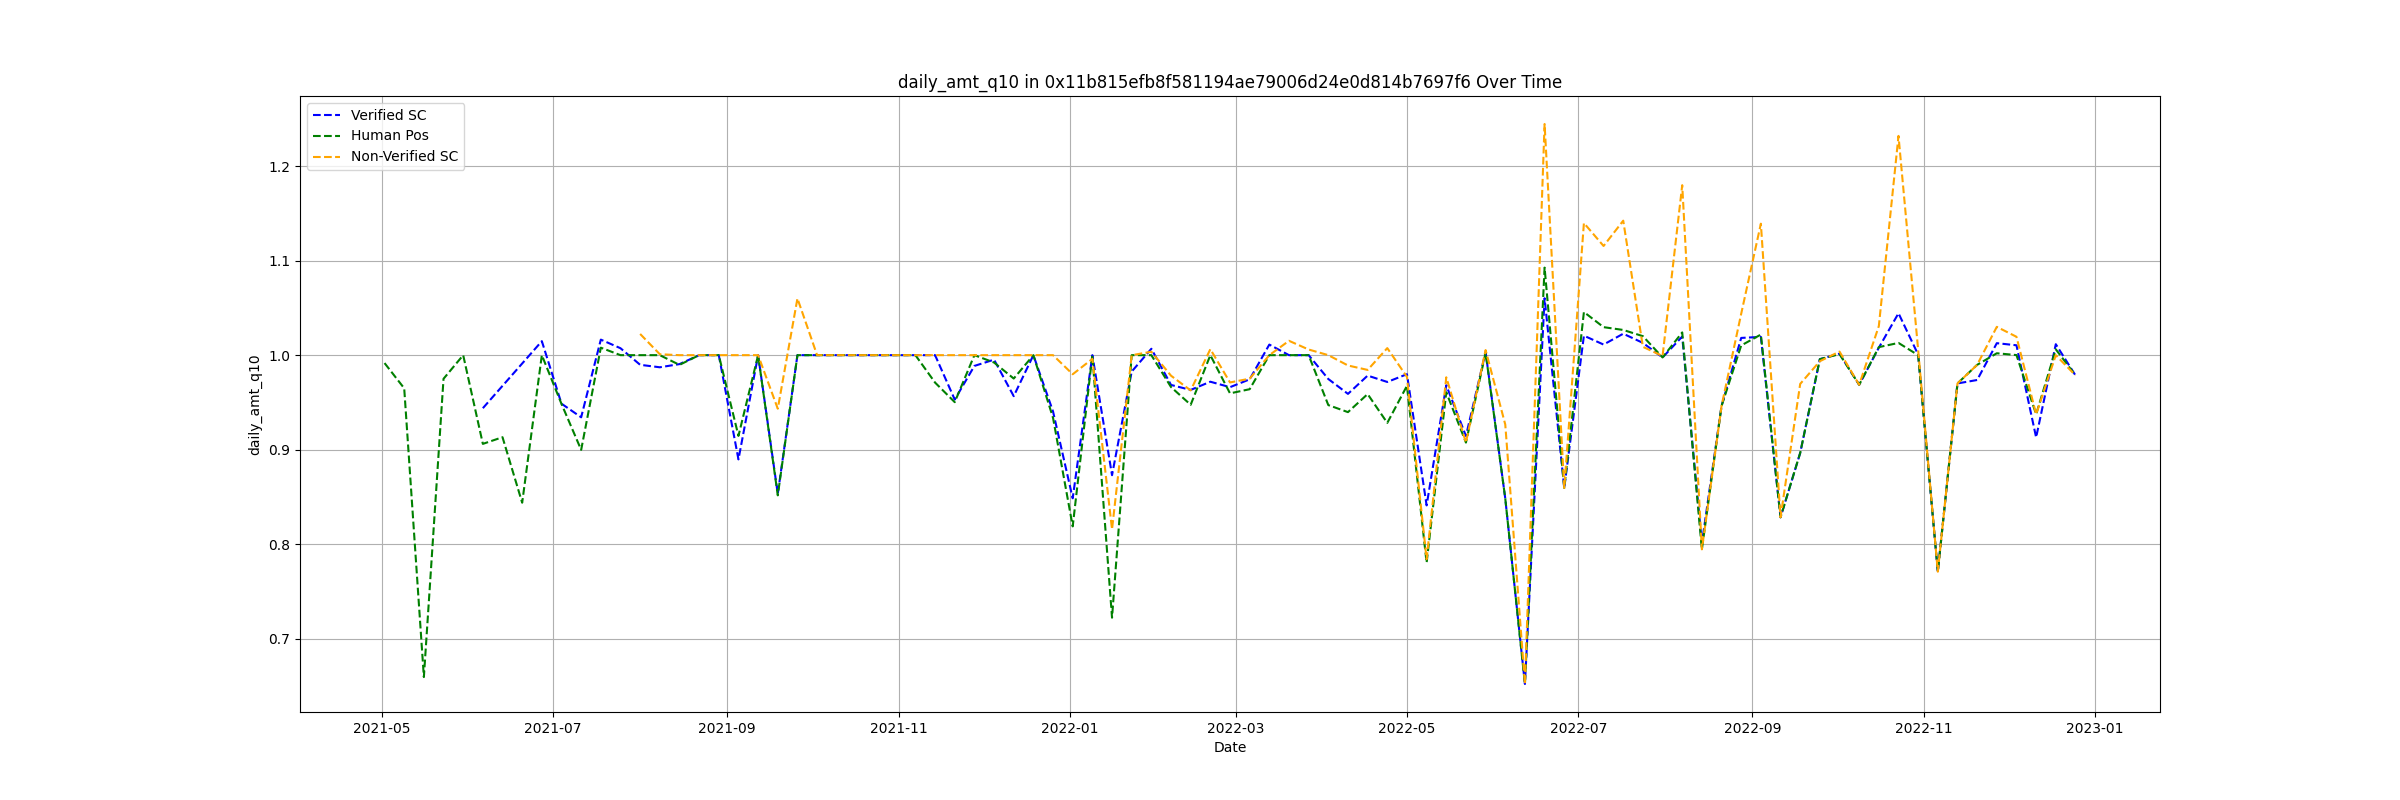 daily_amt_q10 in 0x11b815efb8f581194ae79006d24e0d814b7697f6 Over Time
Verified SC
Human Pos
Non-Verified SC
daily_amt_q10
1.2
1.1
1.0
0.9
0.8
0.7
2021-05 2021-07 2021-09 2021-11 2022-01 2022-03 2022-05 2022-07 2022-09 2022-11 2023-01
Date